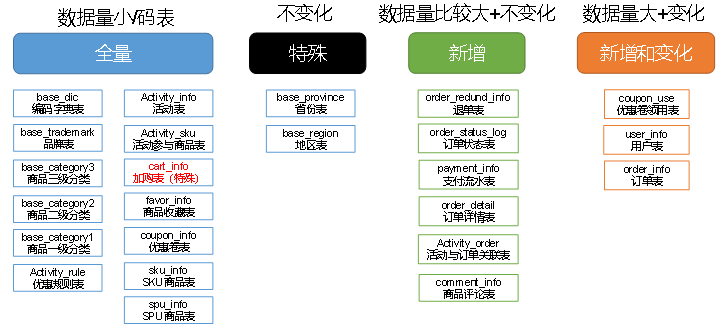 数据量小/码表
不变化
数据量比较大+不变化
数据量大+变化
全量
特殊
新增
新增和变化
base_dic
编码字典表
base_trademark
品牌表
base_category3
商品三级分类
base_category2
商品二级分类
base_category1
商品一级分类
Activity_rule
优惠规则表
Activity_info
活动表
Activity_sku
活动参与商品表
cart_info
加购表（特殊）
favor_info
商品收藏表
coupon_info
优惠卷表
sku_info
SKU商品表
spu_info
SPU商品表
base_province
省份表
base_region
地区表
order_redund_info
退单表
order_status_log
订单状态表
payment_info
支付流水表
order_detail
订单详情表
Activity_order
活动与订单关联表
comment_info
商品评论表
coupon_use
优惠卷领用表
user_info
用户表
order_info
订单表